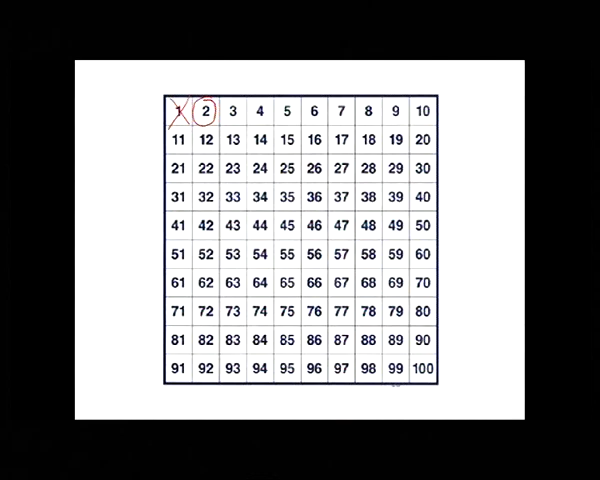 1 2 3 4 5 6 7 8 9 10
11 12 13 14 15 16 17 18 19 20
21 22 23 24 25 26 27 28 29 30
31 32 33 34 35 36 37 38 39 40
41 42 43 44 45 46 47 48 49 50
51 52 53 54 55 56 57 58 59 60
61 62 63 64 65 66 67 68 69 70
71 72 73 74 75 76 77 78 79 80
81 82 83 84 85 86 87 88 89 90
91 92 93 94 95 96 97 98 99 100